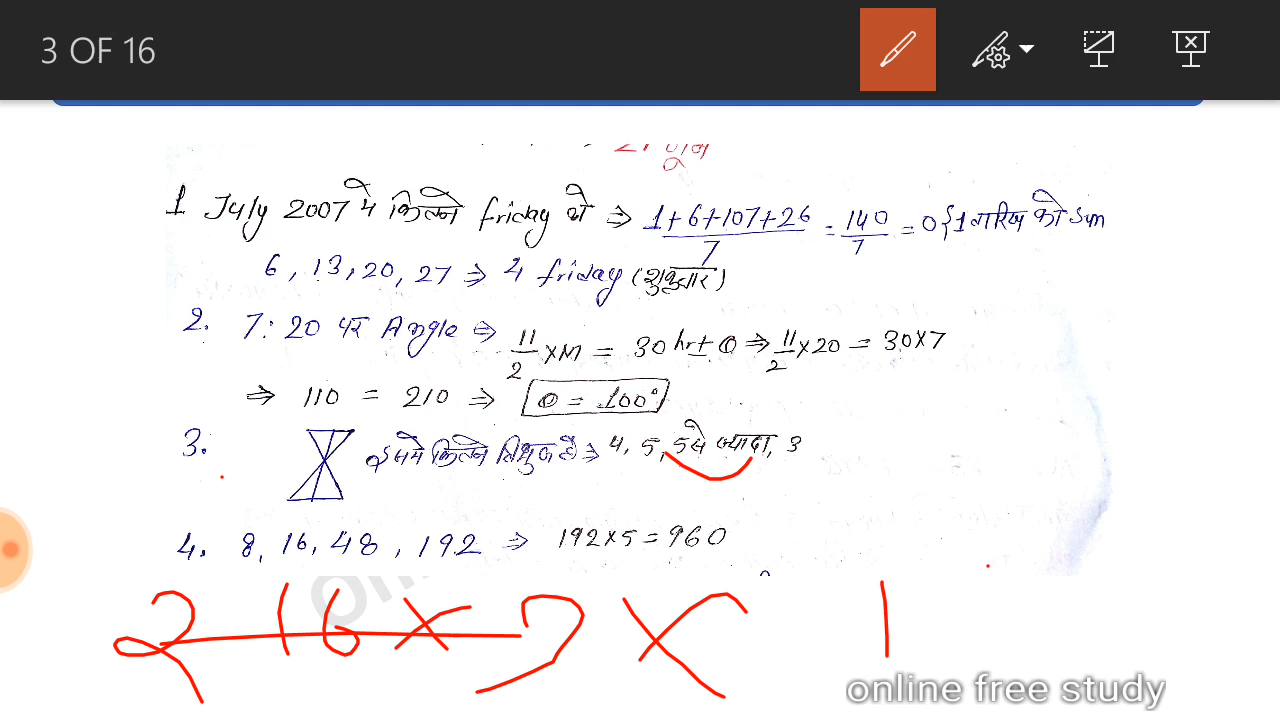 3 OF 16
1 July 2007 मे कितने friday थे ⇒ 1+6+107+26/7 = 140/7 = 0 {1 तारिख को Sun
6, 13, 20, 27 ⇒ 4 friday (शुक्रवार)
2. 7:20 पर Angle ⇒ 11/2 ×M = 30 hr ± θ ⇒ 11/2 × 20 = 30×7
⇒ 110 = 210 ⇒ θ = 100°
3. इसमे कितने त्रिभुज है ⇒ 4, 5, 5से ज्यादा, 3
4. 8, 16, 48, 192 ⇒ 192×5 = 960
online free study